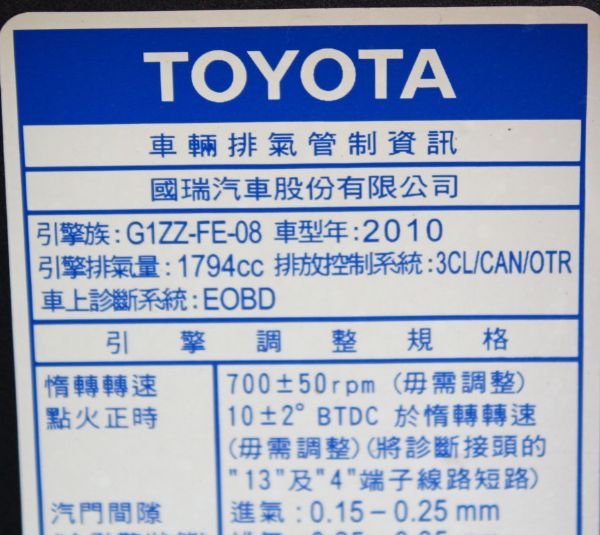 TOYOTA
車輛排氣管制資訊
國瑞汽車股份有限公司
引擎族:G1ZZ-FE-08 車型年:2010
引擎排氣量:1794cc 排放控制系統:3CL/CAN/OTR
車上診斷系統:EOBD
引擎調整規格
惰轉轉速 700±50rpm (毋需調整)
點火正時 10±2° BTDC 於惰轉轉速
(毋需調整)(將診斷接頭的
"13"及"4"端子線路短路)
汽門間隙 進氣:0.15-0.25 mm